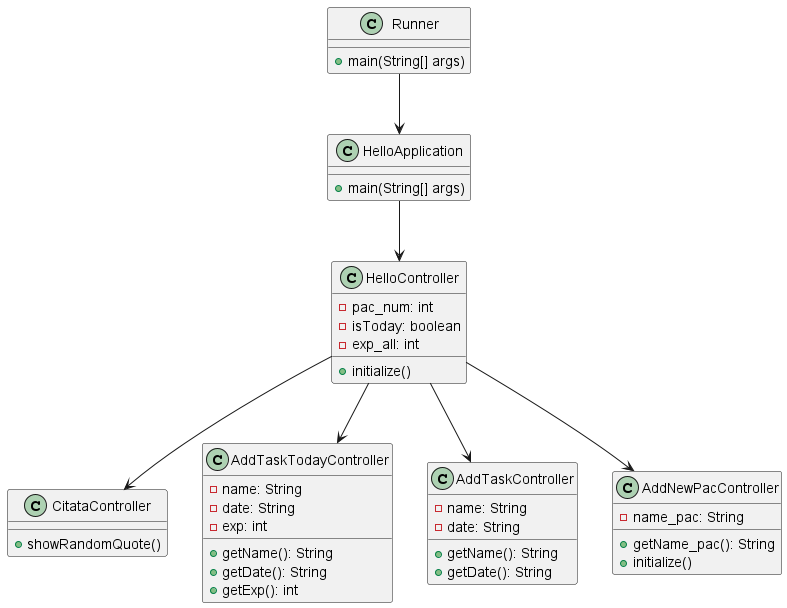 C Runner
main(String[] args)
C HelloApplication
main(String[] args)
C HelloController
pac_num: int
isToday: boolean
exp_all: int
initialize()
C CitataController
showRandomQuote()
C AddTaskTodayController
name: String
date: String
exp: int
getName(): String
getDate(): String
getExp(): int
C AddTaskController
name: String
date: String
getName(): String
getDate(): String
C AddNewPacController
name_pac: String
getName_pac(): String
initialize()